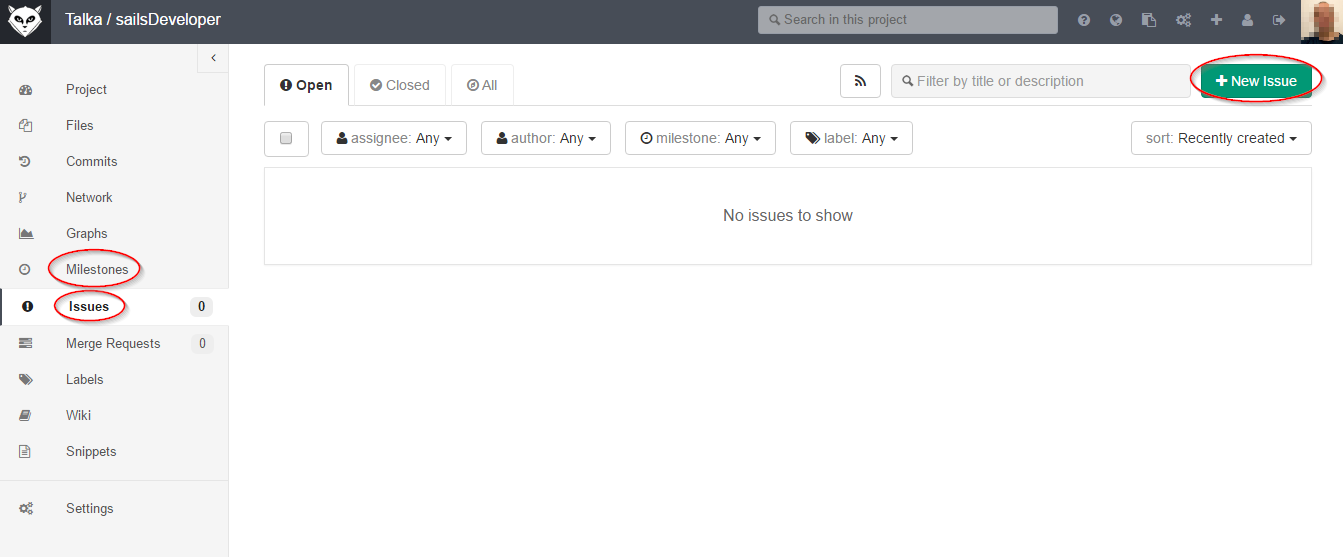 Talka / sailsDeveloper
Search in this project
Project
Files
Commits
Network
Graphs
Milestones
Issues 0
Merge Requests 0
Labels
Wiki
Snippets
Settings
Open Closed All
Filter by title or description
New Issue
assignee: Any author: Any milestone: Any label: Any
sort: Recently created
No issues to show